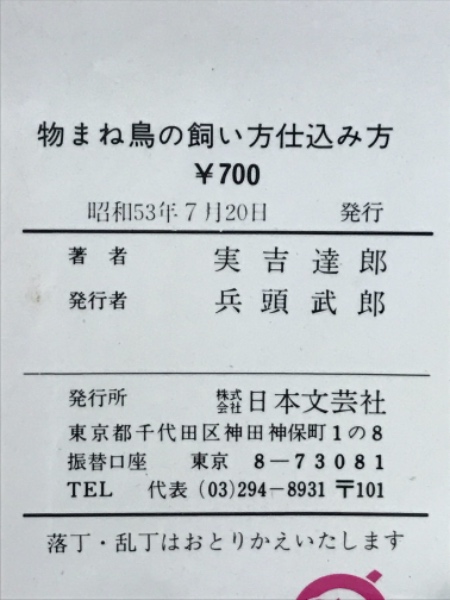 物まね鳥の飼い方仕込み方
￥700
昭和53年7月20日 発行
著者 実吉達郎
発行者 兵頭武郎
発行所 株式会社日本文芸社
東京都千代田区神田神保町1の8
振替口座 東京 8―73081
TEL 代表 (03)294-8931 〒101
落丁・乱丁はおとりかえいたします